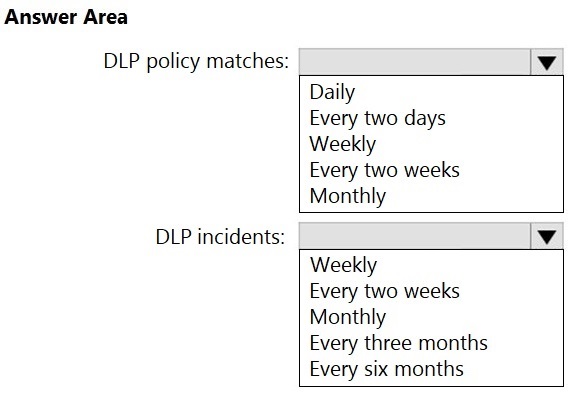 Answer Area
DLP policy matches:
Daily
Every two days
Weekly
Every two weeks
Monthly
DLP incidents:
Weekly
Every two weeks
Monthly
Every three months
Every six months